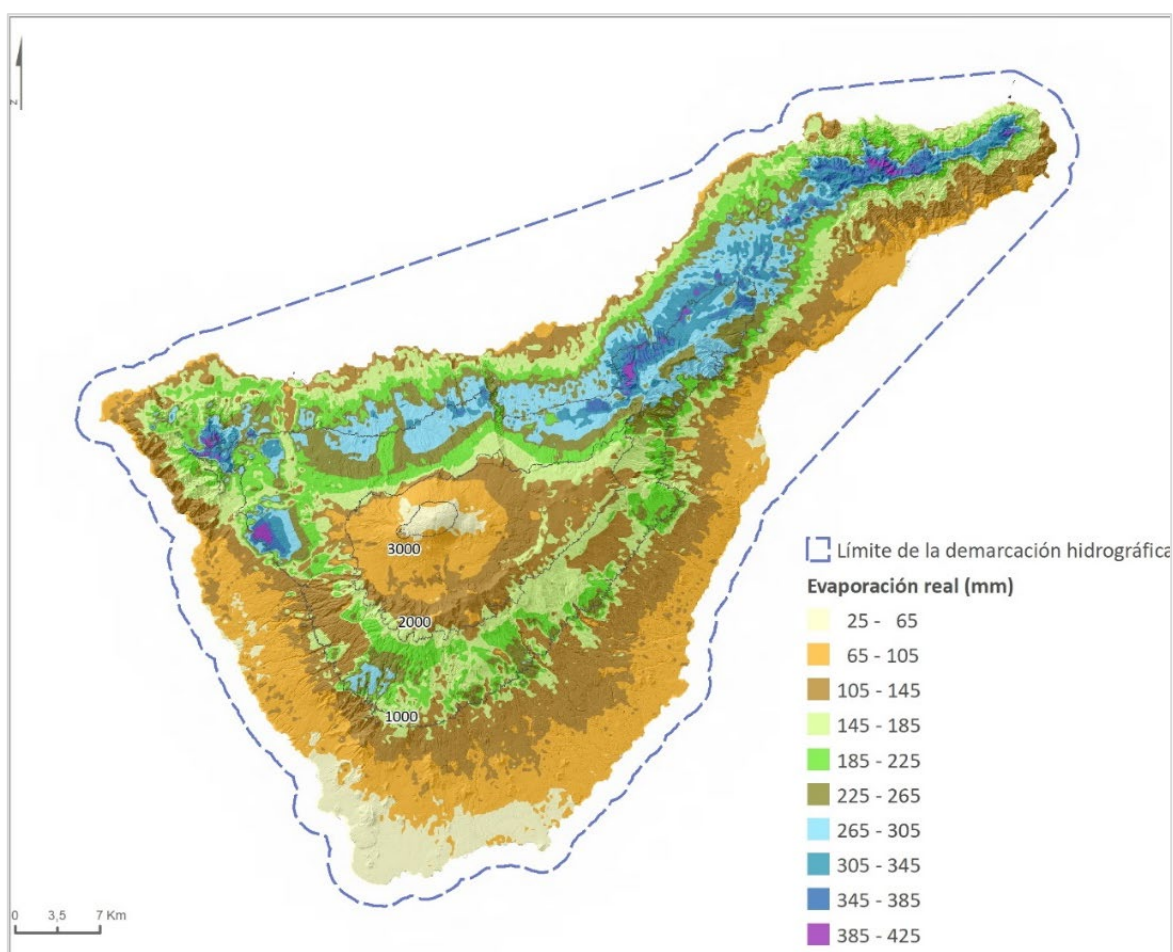 N
3000
2000
1000
Límite de la demarcación hidrográfica
Evaporación real (mm)
25 - 65
65 - 105
105 - 145
145 - 185
185 - 225
225 - 265
265 - 305
305 - 345
345 - 385
385 - 425
0 3,5 7 Km